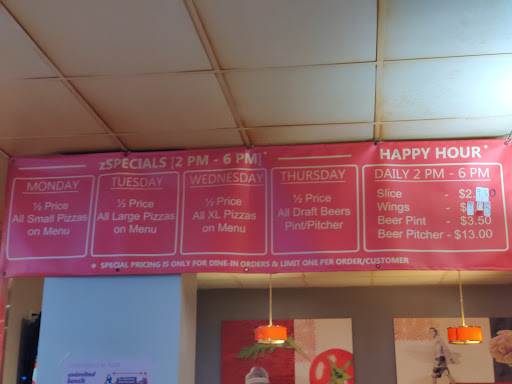 zSPECIALS [2 PM - 6 PM]
MONDAY
½ Price
All Small Pizzas
on Menu
TUESDAY
½ Price
All Large Pizzas
on Menu
WEDNESDAY
½ Price
All XL Pizzas
on Menu
THURSDAY
½ Price
All Draft Beers
Pint/Pitcher
HAPPY HOUR
DAILY 2 PM - 6 PM
Slice - $2.
Wings - $
Beer Pint - $3.50
Beer Pitcher - $13.00
* SPECIAL PRICING IS ONLY FOR DINE-IN ORDERS & LIMIT ONE PER ORDER/CUSTOMER
unlimited
lunch